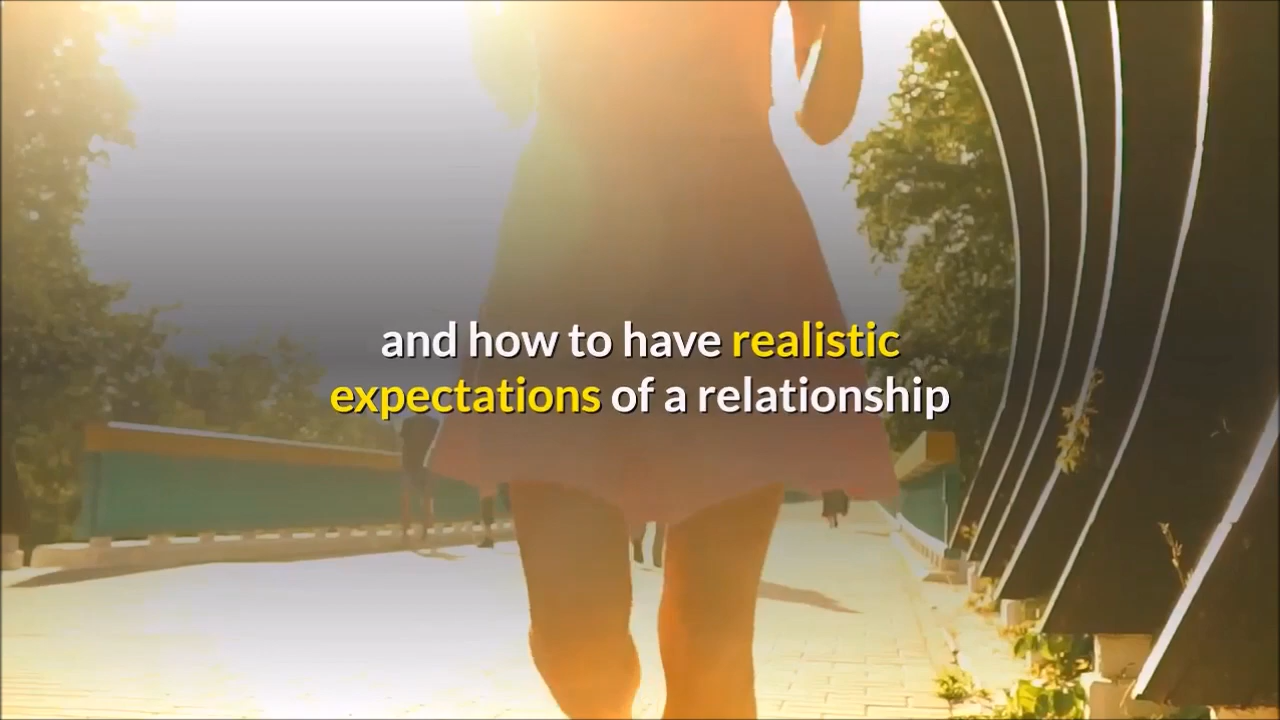 and how to have realistic
expectations of a relationship